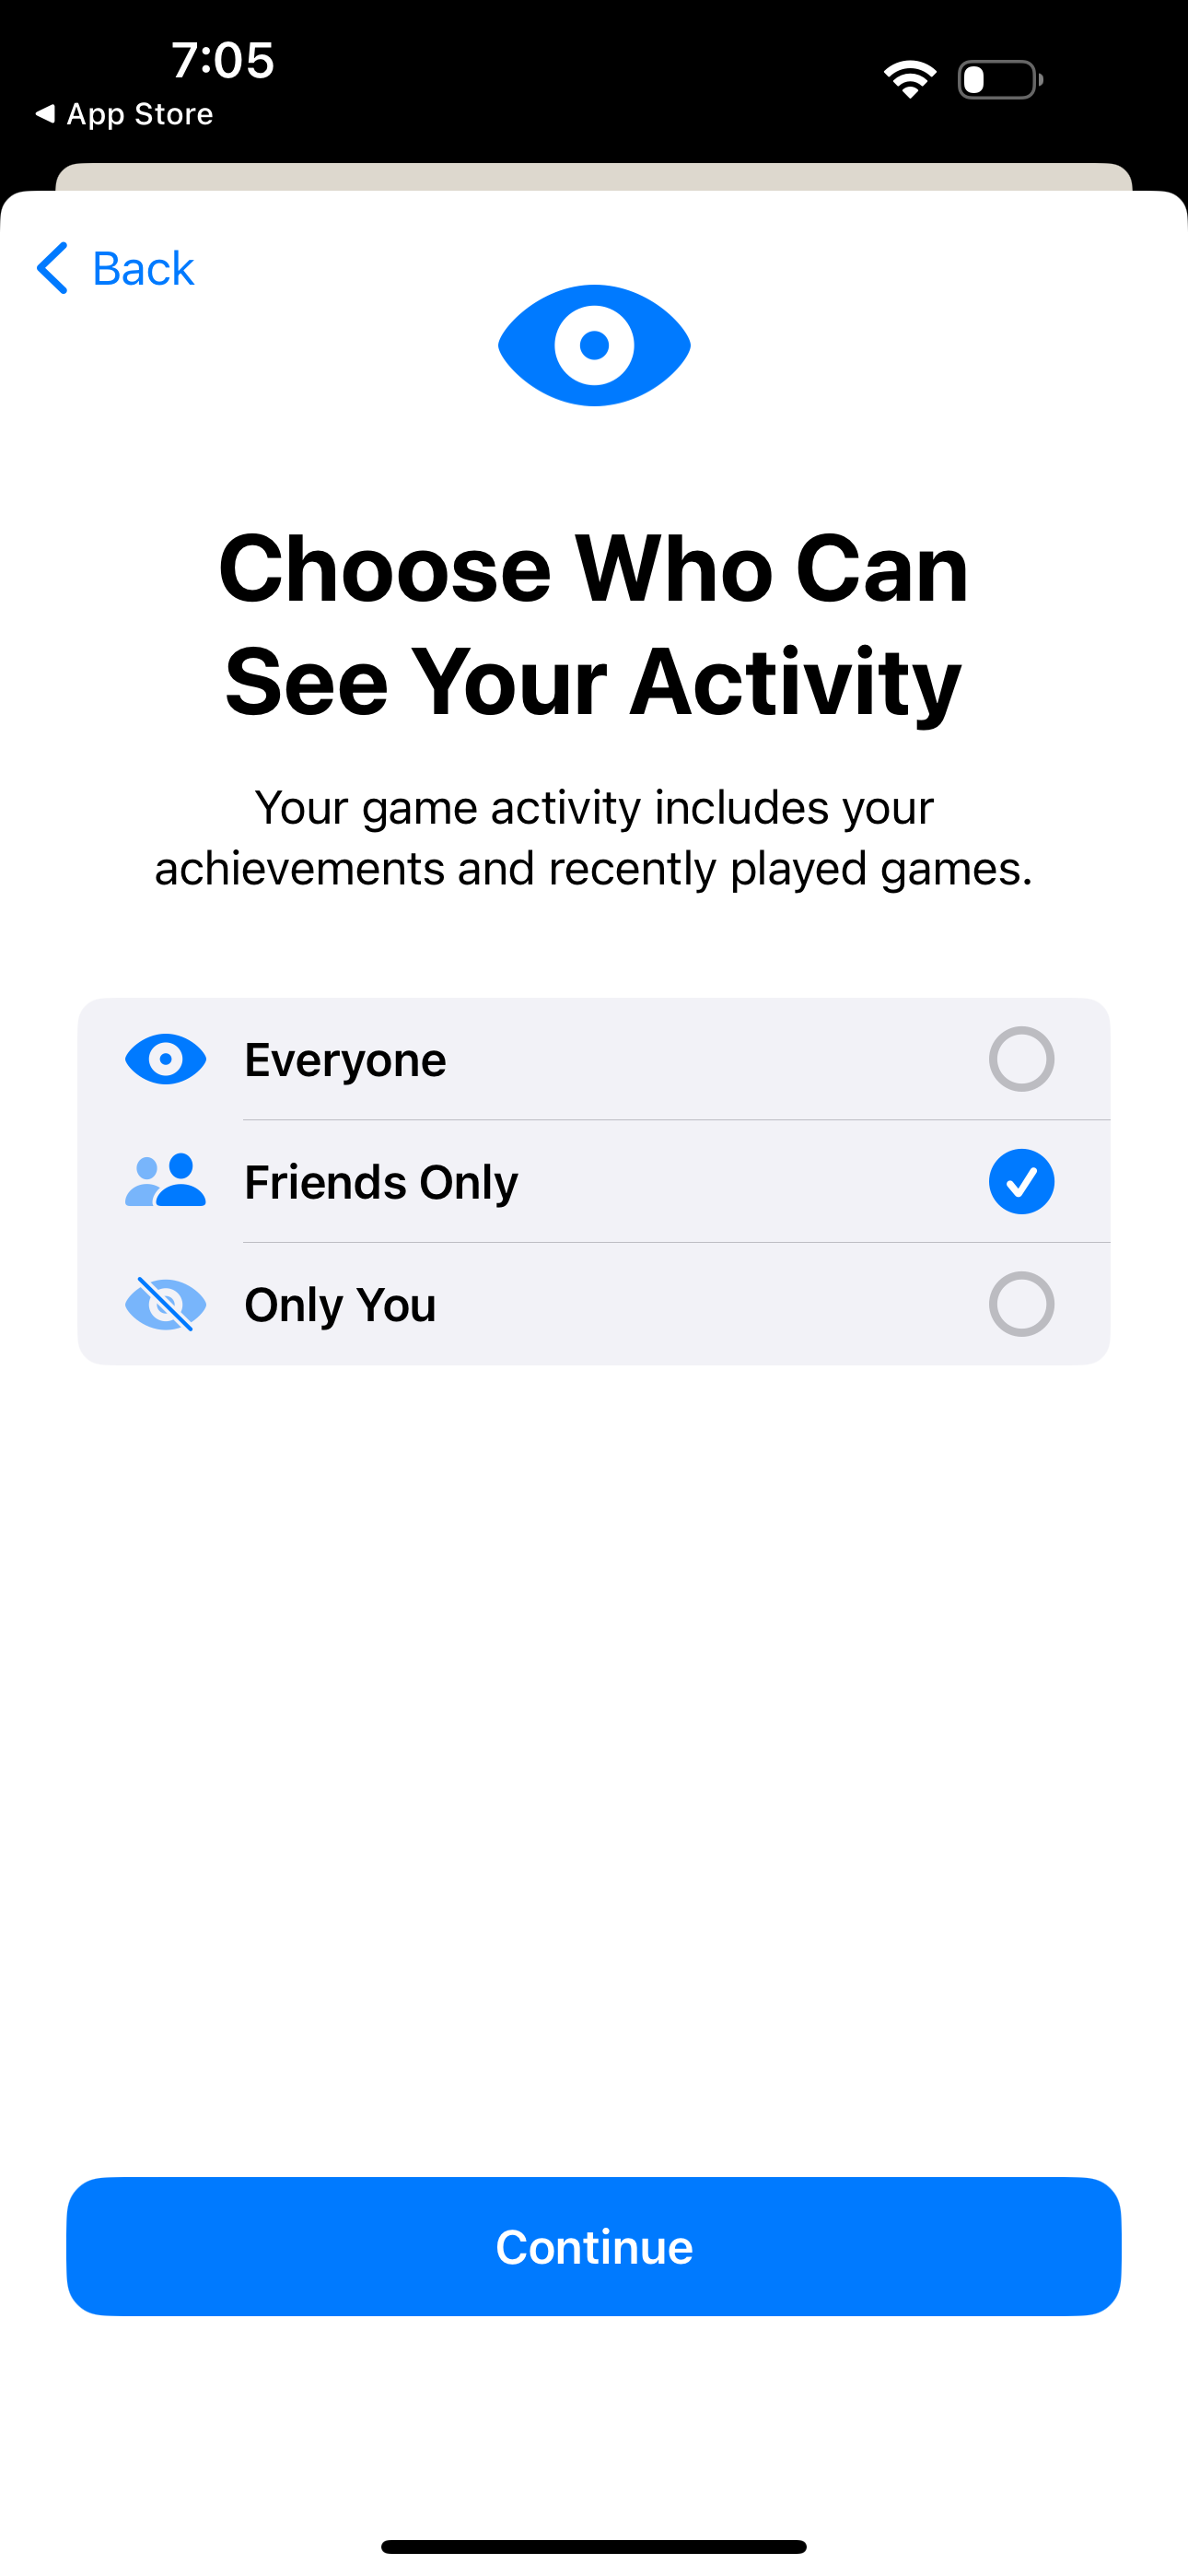 7:05
App Store
Back
Choose Who Can
See Your Activity
Your game activity includes your
achievements and recently played games.
Everyone
Friends Only
Only You
Continue